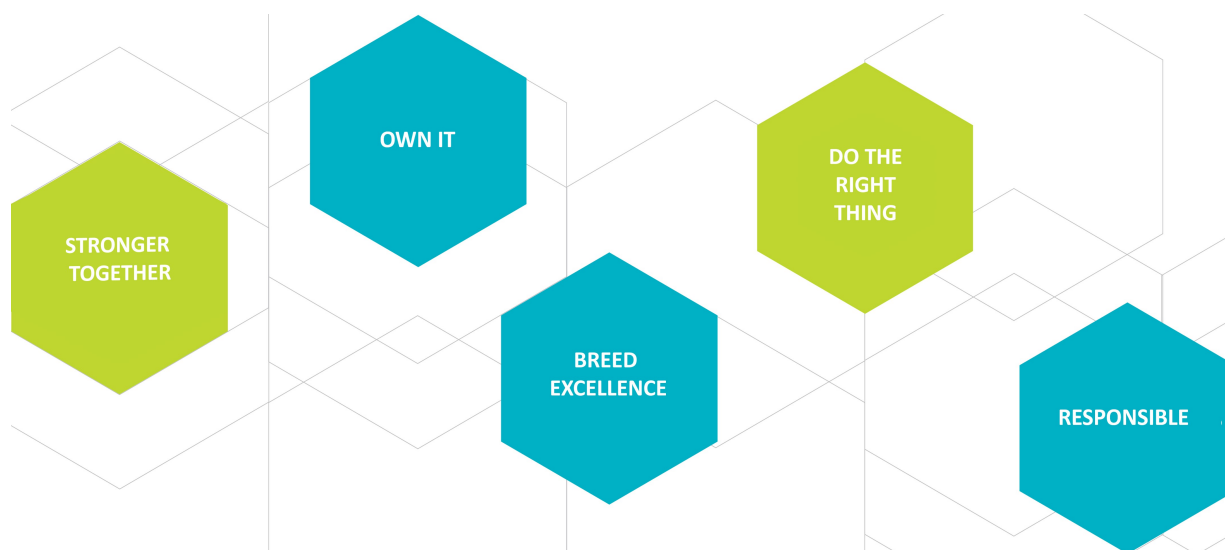 STRONGER
TOGETHER
OWN IT
BREED
EXCELLENCE
DO THE
RIGHT
THING
RESPONSIBLE